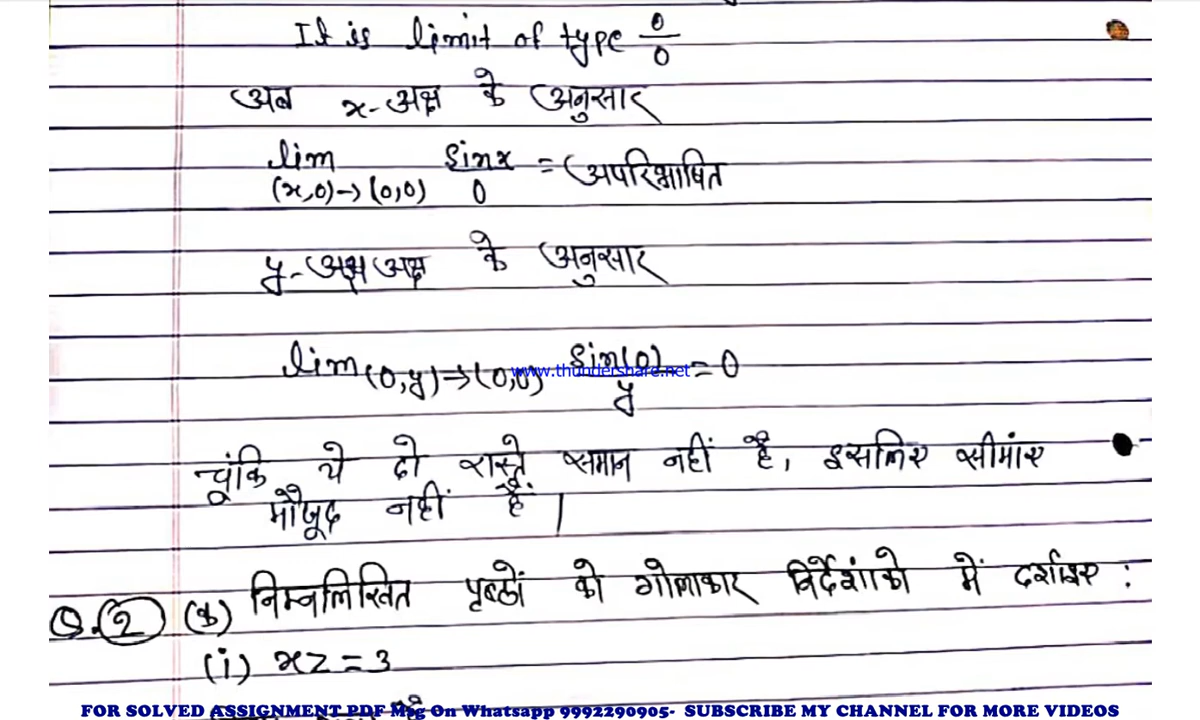 It is limit of type 0/0
अब x-अक्ष के अनुसार
lim (x,0)->(0,0) sinx/0 = अपरिभाषित
y-अक्ष अक्ष के अनुसार
lim (0,y)->(0,0) sin(0)/y = 0
www.thundershare.net
चूंकि ये दो रास्ते समान नहीं है, इसलिए सीमांए
मौजूद नहीं हैं |
Q.2 (क) निम्नलिखित पृष्ठों को गोलाकार निर्देशांको में दर्शाइए :
(i) xz = 3
FOR SOLVED ASSIGNMENT PDF Msg On Whatsapp 9992290905- SUBSCRIBE MY CHANNEL FOR MORE VIDEOS